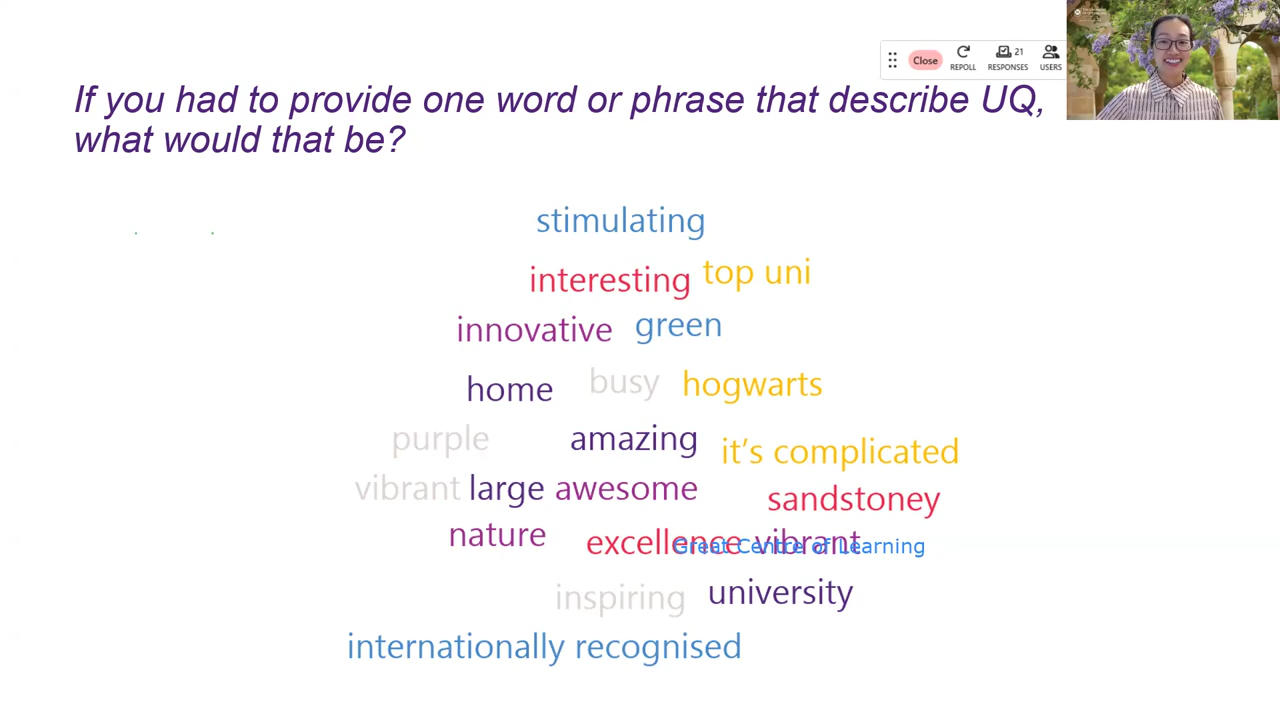 Close
REPOLL
21
RESPONSES
USERS
If you had to provide one word or phrase that describe UQ,
what would that be?
stimulating
interesting top uni
innovative green
home busy hogwarts
purple amazing it's complicated
vibrant large awesome sandstoney
nature excellence vibrant
Great Centre of Learning
inspiring university
internationally recognised